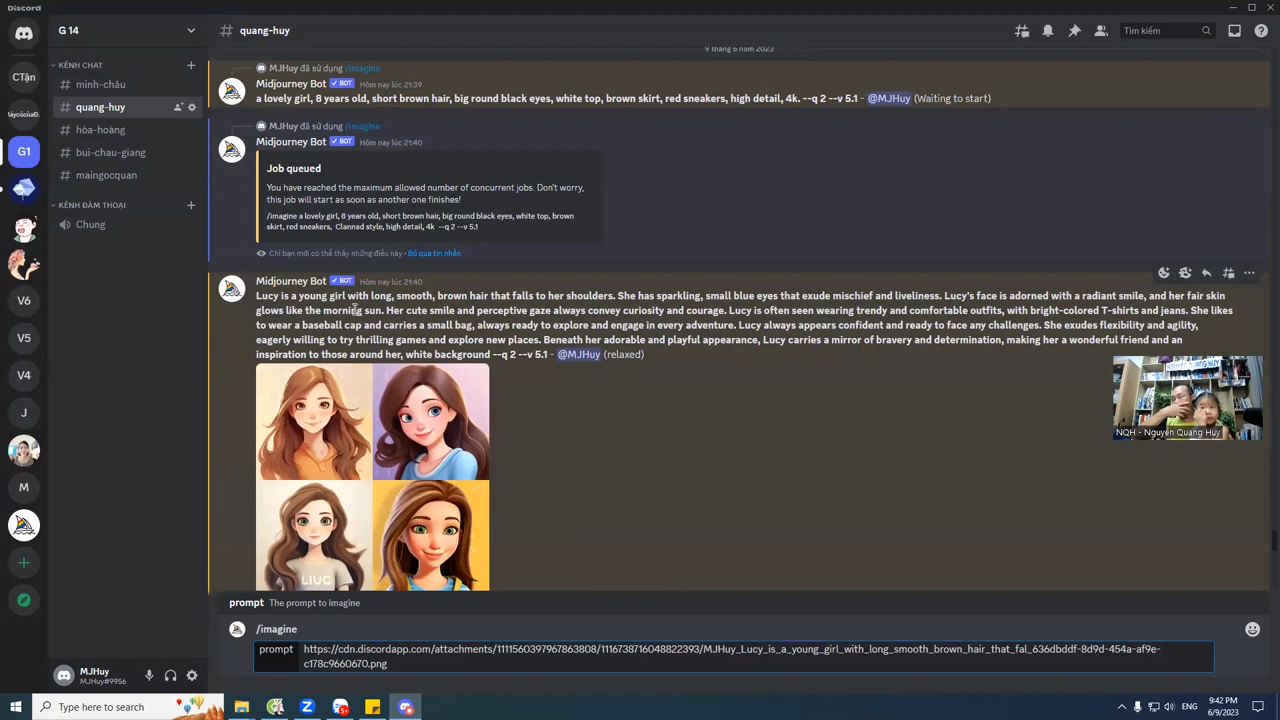 Discord
G 14
# quang-huy
Tìm kiếm
9 tháng 6 năm 2023
KÊNH CHAT
# minh-châu
# quang-huy
# hòa-hoàng
# bui-chau-giang
# maingocquan
KÊNH ĐÀM THOẠI
Chung
CTận
G1
V6
V5
V4
J
M
MJHuy đã sử dụng /imagine
Midjourney Bot ✓ BOT Hôm nay lúc 21:39
a lovely girl, 8 years old, short brown hair, big round black eyes, white top, brown skirt, red sneakers, high detail, 4k. --q 2 --v 5.1 - @MJHuy (Waiting to start)
MJHuy đã sử dụng /imagine
Midjourney Bot ✓ BOT Hôm nay lúc 21:40
Job queued
You have reached the maximum allowed number of concurrent jobs. Don't worry,
this job will start as soon as another one finishes!
/imagine a lovely girl, 8 years old, short brown hair, big round black eyes, white top, brown
skirt, red sneakers, Clannad style, high detail, 4k --q 2 --v 5.1
Chỉ bạn mới có thể thấy những điều này • Bỏ qua tin nhắn
Midjourney Bot ✓ BOT Hôm nay lúc 21:40
Lucy is a young girl with long, smooth, brown hair that falls to her shoulders. She has sparkling, small blue eyes that exude mischief and liveliness. Lucy's face is adorned with a radiant smile, and her fair skin
glows like the morning sun. Her cute smile and perceptive gaze always convey curiosity and courage. Lucy is often seen wearing trendy and comfortable outfits, with bright-colored T-shirts and jeans. She likes
to wear a baseball cap and carries a small bag, always ready to explore and engage in every adventure. Lucy always appears confident and ready to face any challenges. She exudes flexibility and agility,
eagerly willing to try thrilling games and explore new places. Beneath her adorable and playful appearance, Lucy carries a mirror of bravery and determination, making her a wonderful friend and an
inspiration to those around her, white background --q 2 --v 5.1 - @MJHuy (relaxed)
LIUC
NGUYỄN QUANG HUY
NQH - Nguyễn Quang Huy
prompt The prompt to imagine
/imagine
prompt https://cdn.discordapp.com/attachments/1111560397967863808/1116738716048822393/MJHuy_Lucy_is_a_young_girl_with_long_smooth_brown_hair_that_fal_636dbddf-8d9d-454a-af9e-
c178c9660670.png
MJHuy
MJHuy#9956
Type here to search
5+
ENG
9:42 PM
6/9/2023